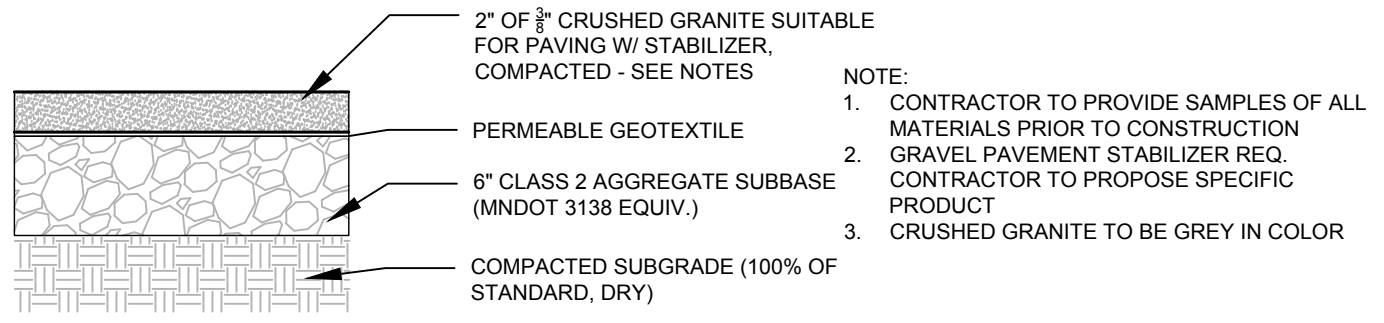 2" OF 3/8" CRUSHED GRANITE SUITABLE
FOR PAVING W/ STABILIZER,
COMPACTED - SEE NOTES
PERMEABLE GEOTEXTILE
6" CLASS 2 AGGREGATE SUBBASE
(MNDOT 3138 EQUIV.)
COMPACTED SUBGRADE (100% OF
STANDARD, DRY)
NOTE:
1. CONTRACTOR TO PROVIDE SAMPLES OF ALL
MATERIALS PRIOR TO CONSTRUCTION
2. GRAVEL PAVEMENT STABILIZER REQ.
CONTRACTOR TO PROPOSE SPECIFIC
PRODUCT
3. CRUSHED GRANITE TO BE GREY IN COLOR